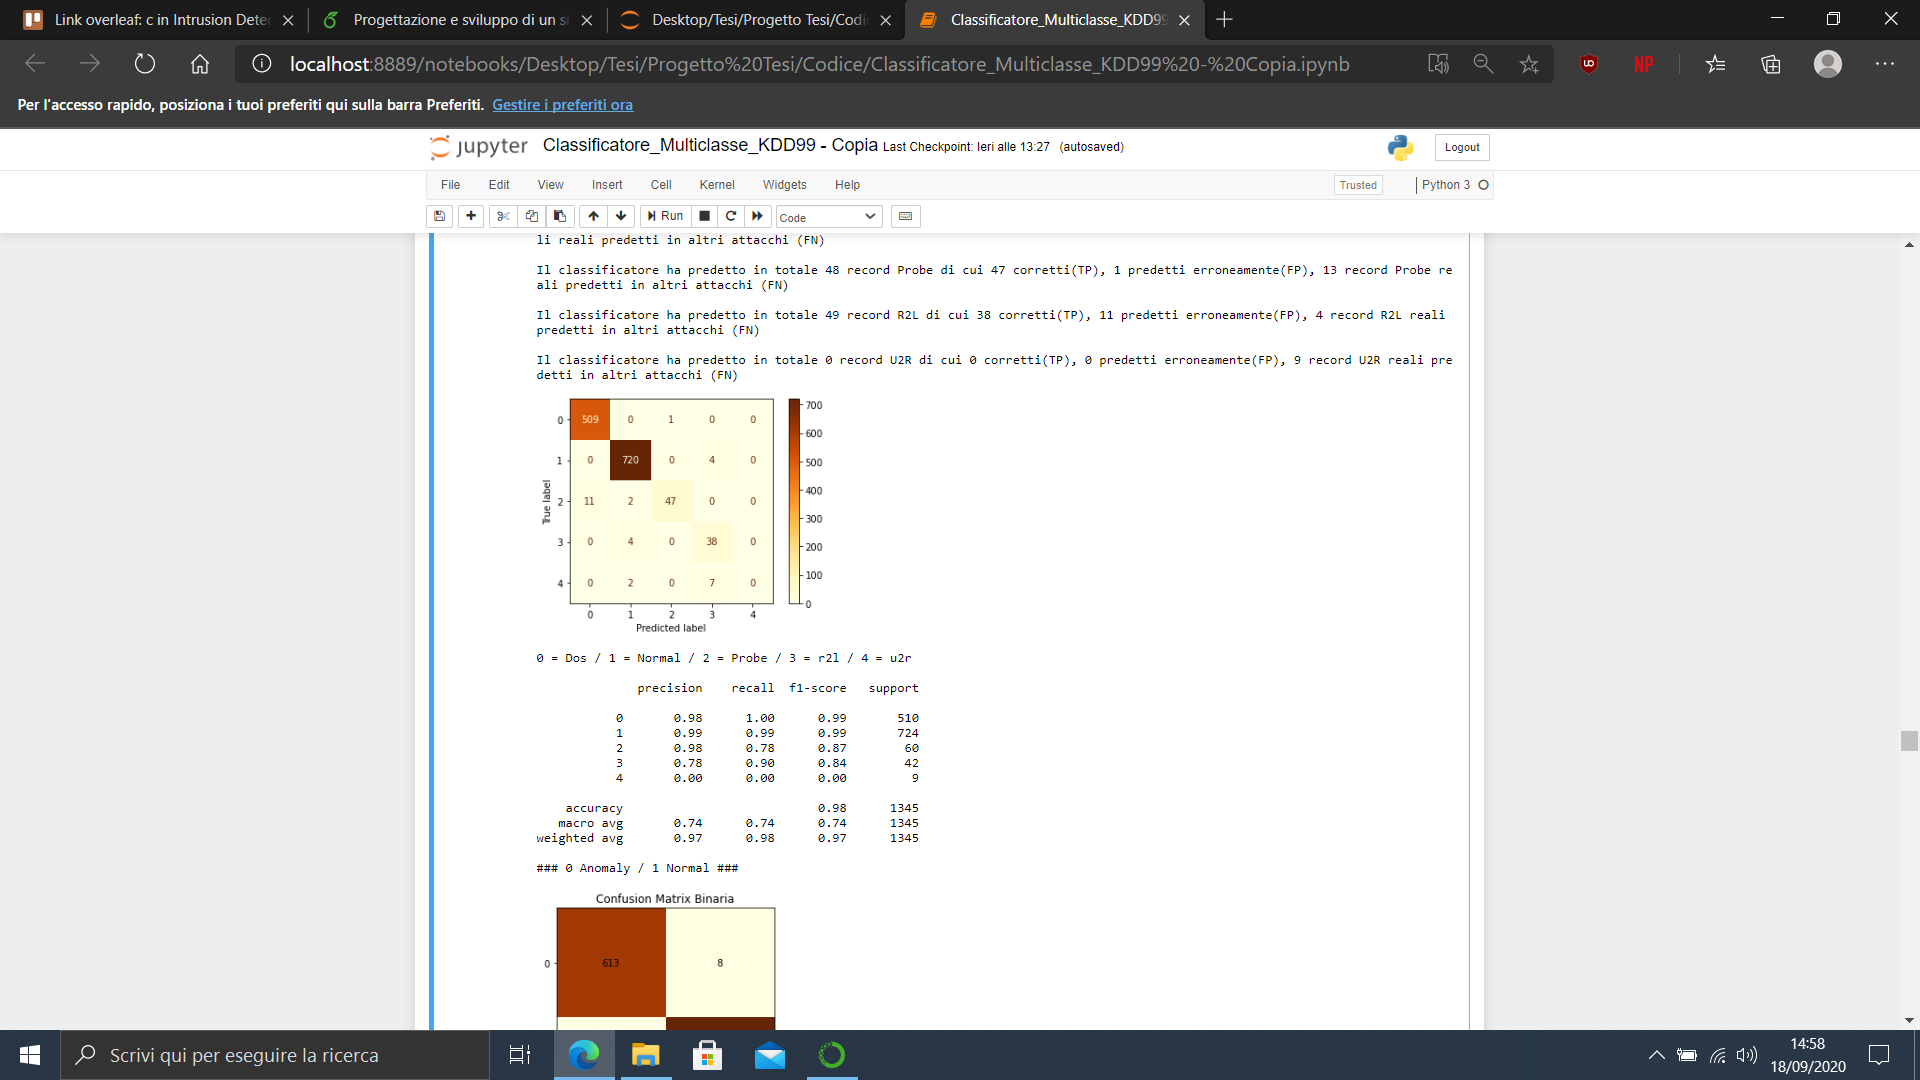 Link overleaf: c in Intrusion Detec
Progettazione e sviluppo di un si
Desktop/Tesi/Progetto Tesi/Codic
Classificatore_Multiclasse_KDD99
localhost:8889/notebooks/Desktop/Tesi/Progetto%20Tesi/Codice/Classificatore_Multiclasse_KDD99%20-%20Copia.ipynb
NP
Per l'accesso rapido, posiziona i tuoi preferiti qui sulla barra Preferiti. Gestire i preferiti ora
jupyter Classificatore_Multiclasse_KDD99 - Copia Last Checkpoint: Ieri alle 13:27 (autosaved)
Logout
File Edit View Insert Cell Kernel Widgets Help
Trusted
Python 3
Run
Code
li reali predetti in altri attacchi (FN)
Il classificatore ha predetto in totale 48 record Probe di cui 47 corretti(TP), 1 predetti erroneamente(FP), 13 record Probe re
ali predetti in altri attacchi (FN)
Il classificatore ha predetto in totale 49 record R2L di cui 38 corretti(TP), 11 predetti erroneamente(FP), 4 record R2L reali
predetti in altri attacchi (FN)
Il classificatore ha predetto in totale 0 record U2R di cui 0 corretti(TP), 0 predetti erroneamente(FP), 9 record U2R reali pre
detti in altri attacchi (FN)
True label
0 509 0 1 0 0
1 0 720 0 4 0
2 11 2 47 0 0
3 0 4 0 38 0
4 0 2 0 7 0
0 1 2 3 4
Predicted label
700
600
500
400
300
200
100
0
0 = Dos / 1 = Normal / 2 = Probe / 3 = r2l / 4 = u2r
precision recall f1-score support
0 0.98 1.00 0.99 510
1 0.99 0.99 0.99 724
2 0.98 0.78 0.87 60
3 0.78 0.90 0.84 42
4 0.00 0.00 0.00 9
accuracy 0.98 1345
macro avg 0.74 0.74 0.74 1345
weighted avg 0.97 0.98 0.97 1345
### 0 Anomaly / 1 Normal ###
Confusion Matrix Binaria
0 613 8
Scrivi qui per eseguire la ricerca
14:58
18/09/2020